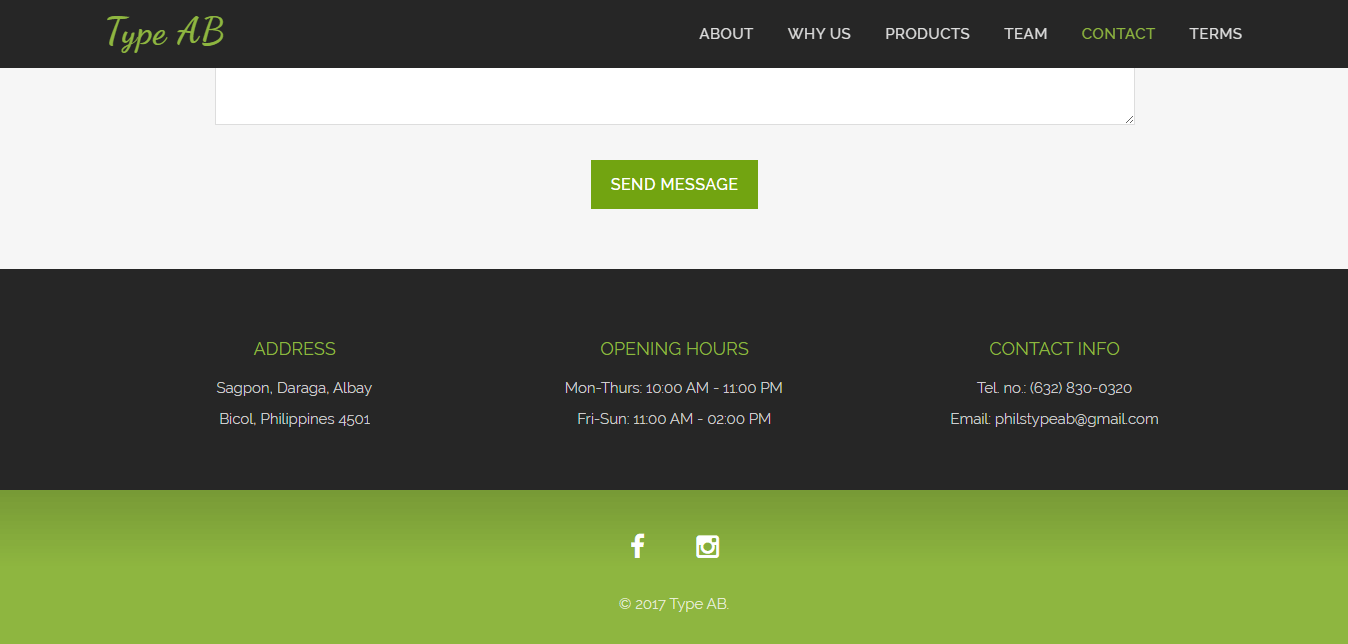 Type AB
ABOUT WHY US PRODUCTS TEAM CONTACT TERMS
SEND MESSAGE
ADDRESS
Sagpon, Daraga, Albay
Bicol, Philippines 4501
OPENING HOURS
Mon-Thurs: 10:00 AM - 11:00 PM
Fri-Sun: 11:00 AM - 02:00 PM
CONTACT INFO
Tel. no.: (632) 830-0320
Email: philstypeab@gmail.com
© 2017 Type AB.